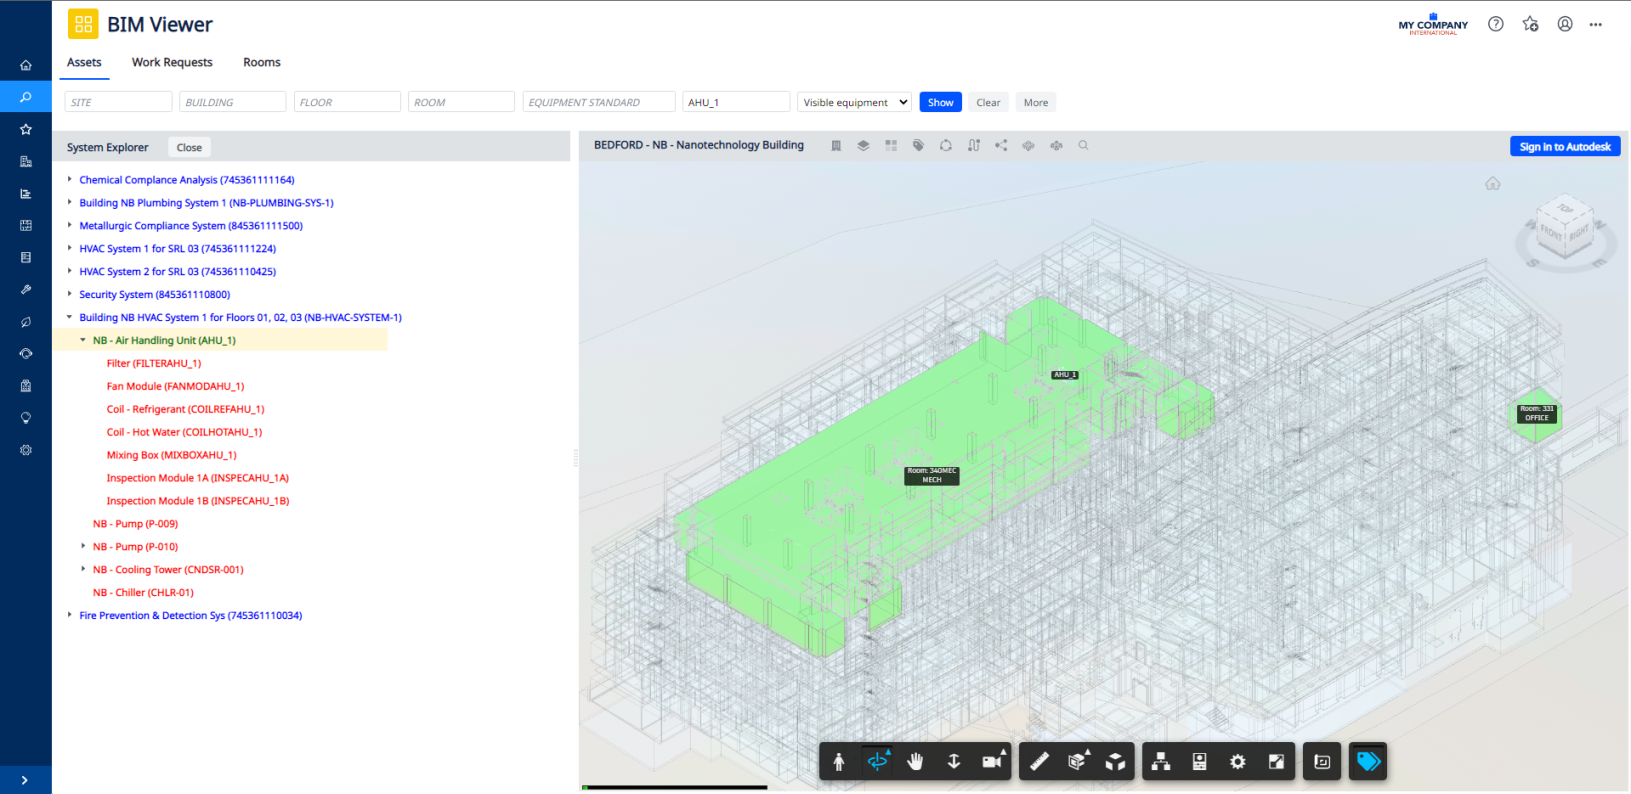 BIM Viewer
MY COMPANY
INTERNATIONAL
Assets
Work Requests
Rooms
SITE
BUILDING
FLOOR
ROOM
EQUIPMENT STANDARD
AHU_1
Visible equipment
Show
Clear
More
System Explorer
Close
BEDFORD - NB - Nanotechnology Building
Sign in to Autodesk
Chemical Complance Analysis (745361111164)
Building NB Plumbing System 1 (NB-PLUMBING-SYS-1)
Metallurgic Compliance System (845361111500)
HVAC System 1 for SRL 03 (745361111224)
HVAC System 2 for SRL 03 (745361110425)
Security System (845361110800)
Building NB HVAC System 1 for Floors 01, 02, 03 (NB-HVAC-SYSTEM-1)
NB - Air Handling Unit (AHU_1)
Filter (FILTERAHU_1)
Fan Module (FANMODAHU_1)
Coil - Refrigerant (COILREFAHU_1)
Coil - Hot Water (COILHOTAHU_1)
Mixing Box (MIXBOXAHU_1)
Inspection Module 1A (INSPECAHU_1A)
Inspection Module 1B (INSPECAHU_1B)
NB - Pump (P-009)
NB - Pump (P-010)
NB - Cooling Tower (CNDSR-001)
NB - Chiller (CHLR-01)
Fire Prevention & Detection Sys (745361110034)
TOP
FRONT
RIGHT
AHU_1
Room: 331
OFFICE
Room: 340MEC
MECH